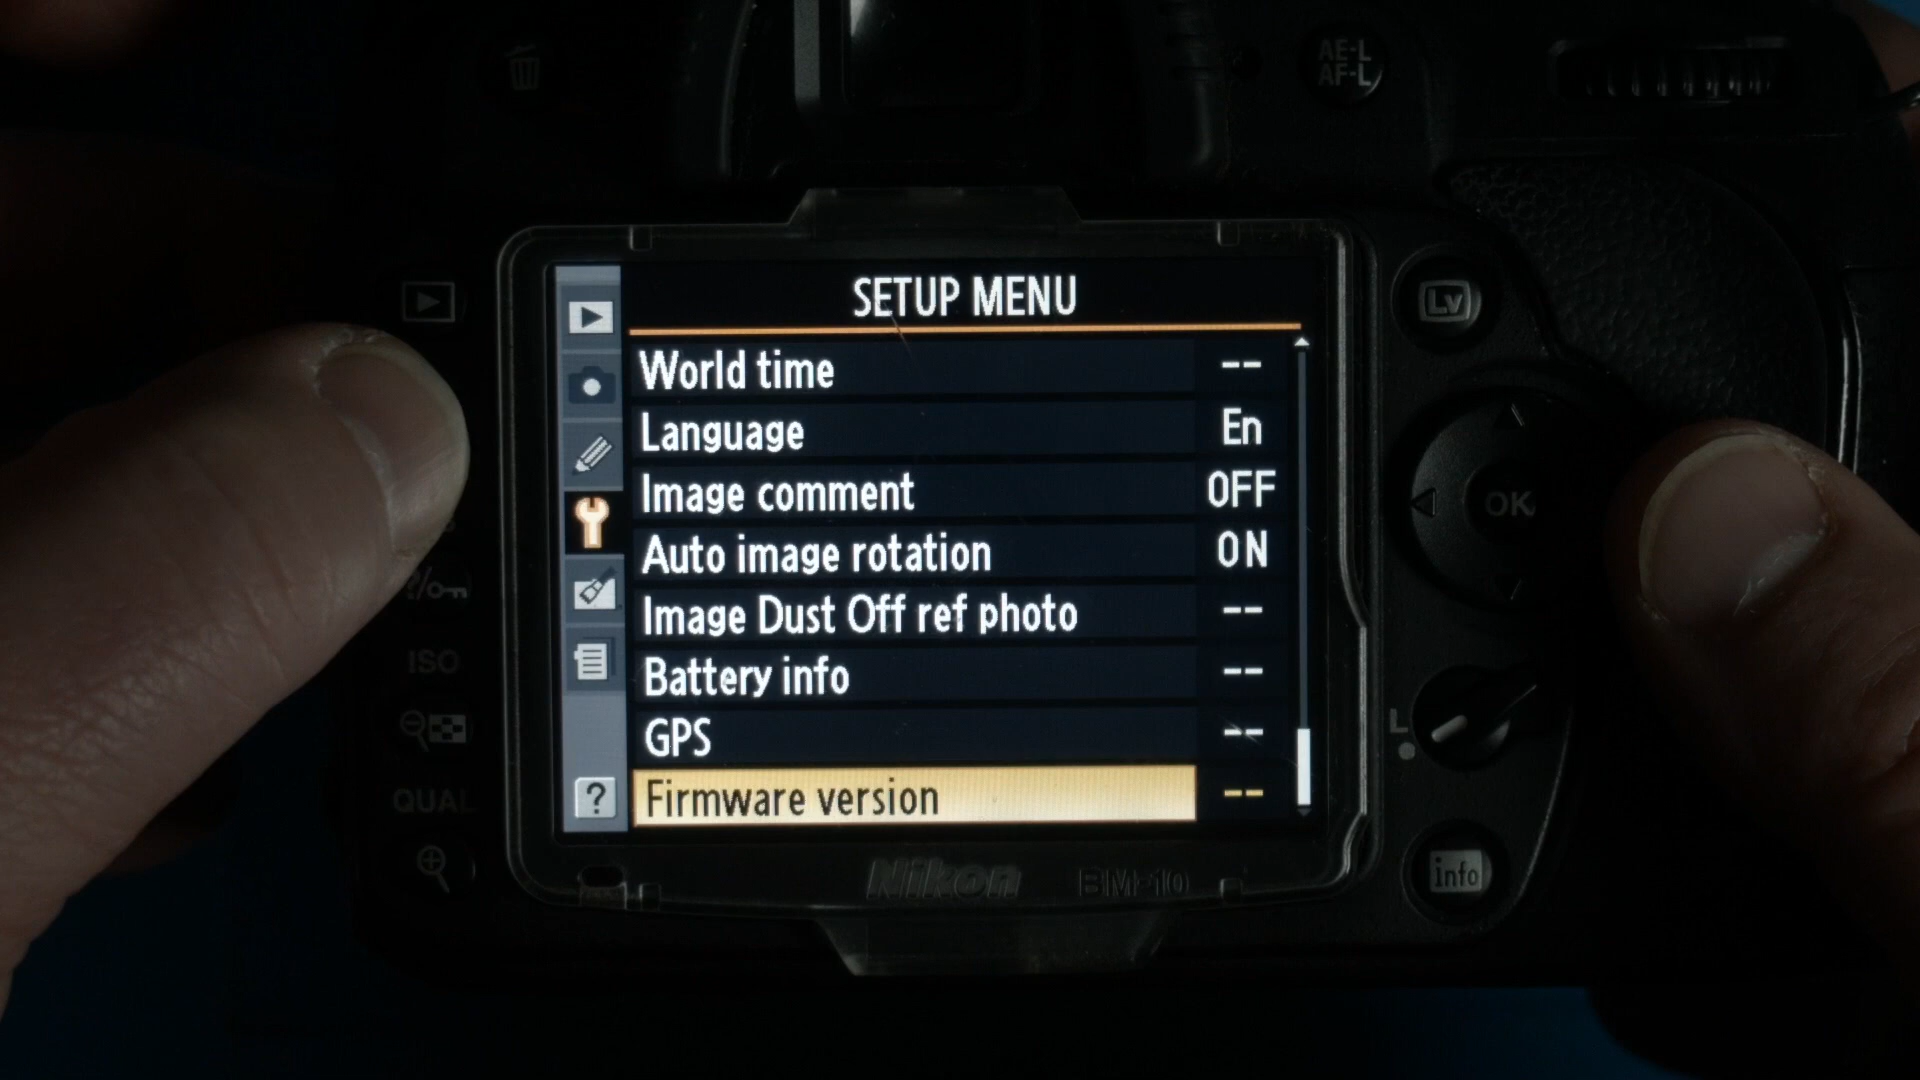 AE-L
AF-L
SETUP MENU
World time --
Language En
Image comment OFF
Auto image rotation ON
Image Dust Off ref photo --
Battery info --
GPS --
Firmware version --
?
Lv
OK
?/
ISO
QUAL
L
info
Nikon BM-10